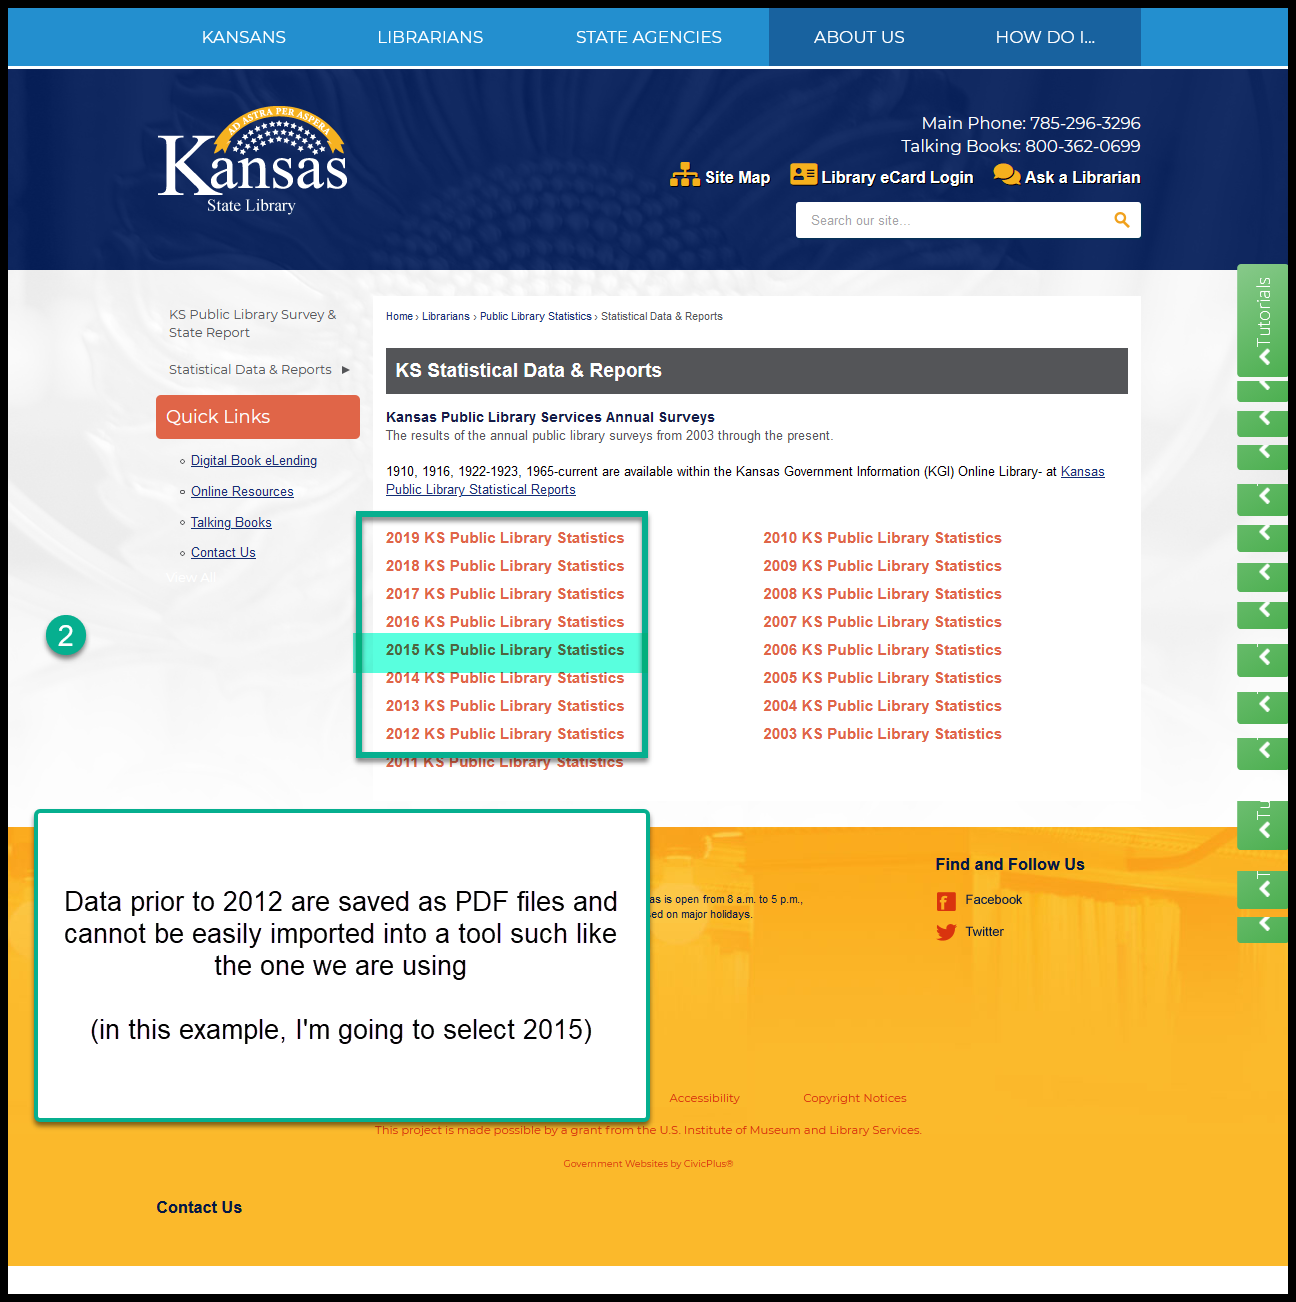 KANSANS LIBRARIANS STATE AGENCIES ABOUT US HOW DO I...
AD ASTRA PER ASPERA
Kansas
State Library
Main Phone: 785-296-3296
Talking Books: 800-362-0699
Site Map Library eCard Login Ask a Librarian
Search our site...
Tutorials
KS Public Library Survey &
State Report
Statistical Data & Reports
Quick Links
Digital Book eLending
Online Resources
Talking Books
Contact Us
View All
Home › Librarians › Public Library Statistics › Statistical Data & Reports
KS Statistical Data & Reports
Kansas Public Library Services Annual Surveys
The results of the annual public library surveys from 2003 through the present.
1910, 1916, 1922-1923, 1965-current are available within the Kansas Government Information (KGI) Online Library- at Kansas
Public Library Statistical Reports
2019 KS Public Library Statistics
2018 KS Public Library Statistics
2017 KS Public Library Statistics
2016 KS Public Library Statistics
2015 KS Public Library Statistics
2014 KS Public Library Statistics
2013 KS Public Library Statistics
2012 KS Public Library Statistics
2011 KS Public Library Statistics
2010 KS Public Library Statistics
2009 KS Public Library Statistics
2008 KS Public Library Statistics
2007 KS Public Library Statistics
2006 KS Public Library Statistics
2005 KS Public Library Statistics
2004 KS Public Library Statistics
2003 KS Public Library Statistics
2
Data prior to 2012 are saved as PDF files and
cannot be easily imported into a tool such like
the one we are using
(in this example, I'm going to select 2015)
as is open from 8 a.m. to 5 p.m.,
ed on major holidays.
Find and Follow Us
Facebook
Twitter
Tu
T
Accessibility Copyright Notices
This project is made possible by a grant from the U.S. Institute of Museum and Library Services.
Government Websites by CivicPlus®
Contact Us